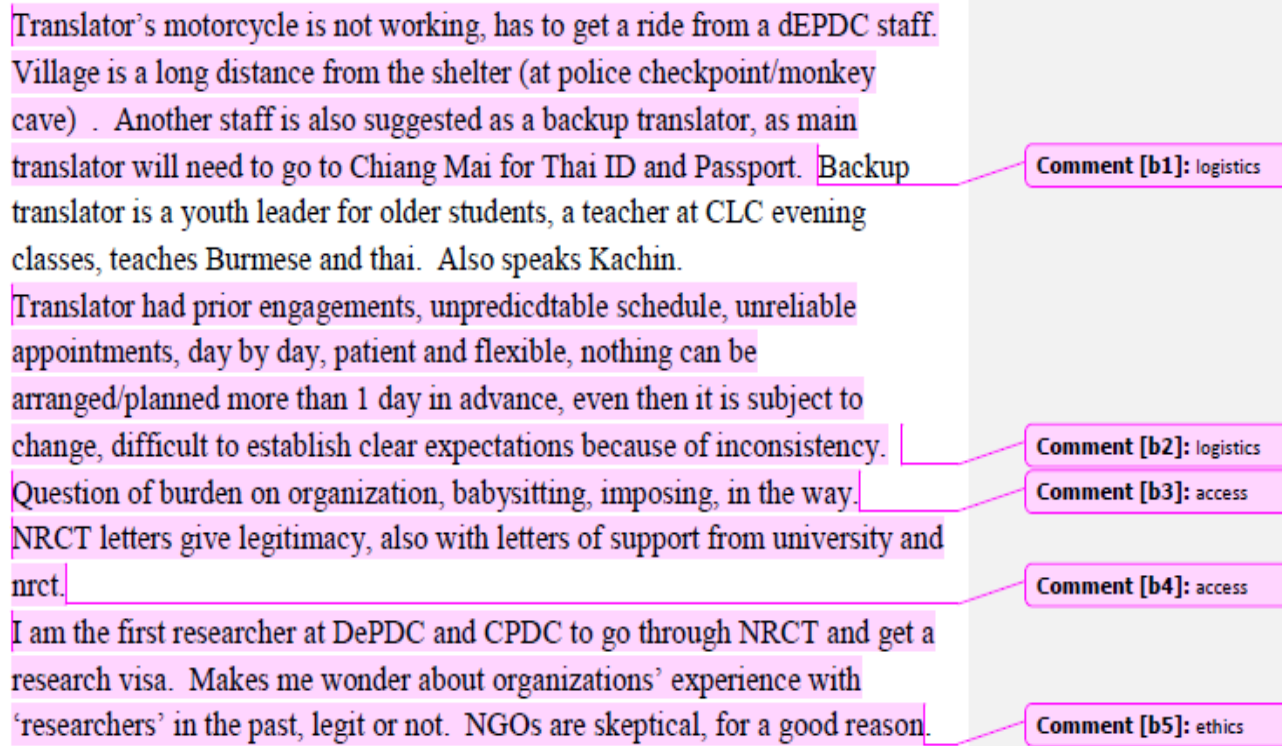 Translator’s motorcycle is not working, has to get a ride from a dEPDC staff.
Village is a long distance from the shelter (at police checkpoint/monkey
cave)  .  Another staff is also suggested as a backup translator, as main
translator will need to go to Chiang Mai for Thai ID and Passport.  Backup
Comment [b1]: logistics
translator is a youth leader for older students, a teacher at CLC evening
classes, teaches Burmese and thai.  Also speaks Kachin.
Translator had prior engagements, unpredicdtable schedule, unreliable
appointments, day by day, patient and flexible, nothing can be
arranged/planned more than 1 day in advance, even then it is subject to
change, difficult to establish clear expectations because of inconsistency.
Comment [b2]: logistics
Question of burden on organization, babysitting, imposing, in the way.
Comment [b3]: access
NRCT letters give legitimacy, also with letters of support from university and
nrct.
Comment [b4]: access
I am the first researcher at DePDC and CPDC to go through NRCT and get a
research visa.  Makes me wonder about organizations’ experience with
‘researchers’ in the past, legit or not.  NGOs are skeptical, for a good reason.
Comment [b5]: ethics